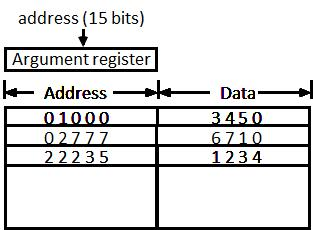 address (15 bits)
Argument register
Address Data
01000 3450
02777 6710
22235 1234